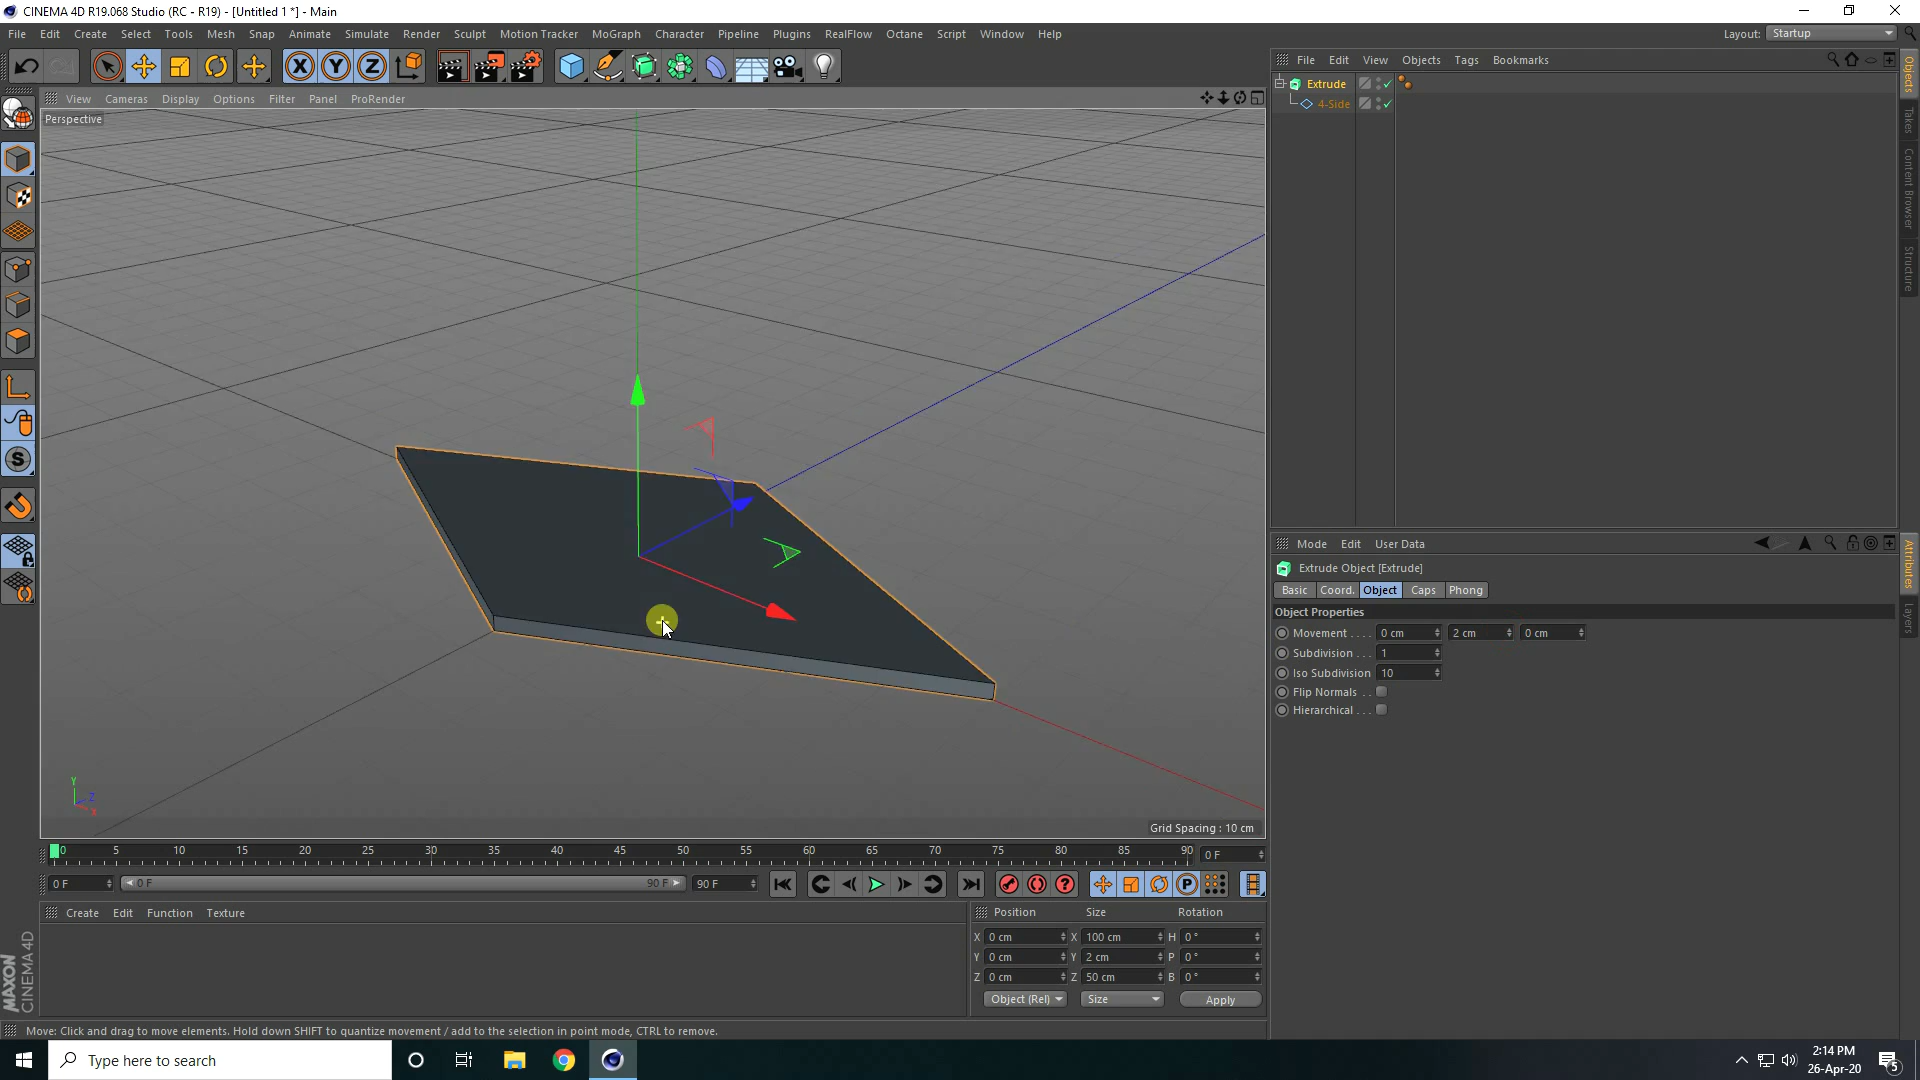 CINEMA 4D R19.068 Studio (RC - R19) - [Untitled 1 *] - Main
File Edit Create Select Tools Mesh Snap Animate Simulate Render Sculpt Motion Tracker MoGraph Character Pipeline Plugins RealFlow Octane Script Window Help
Layout: Startup
View Cameras Display Options Filter Panel ProRender
Perspective
Grid Spacing : 10 cm
Y
Z
X
File Edit View Objects Tags Bookmarks
Extrude
4-Side
Objects
Takes
Content Browser
Structure
Mode Edit User Data
Extrude Object [Extrude]
Basic Coord. Object Caps Phong
Object Properties
Movement . . . . 0 cm 2 cm 0 cm
Subdivision . . . 1
Iso Subdivision 10
Flip Normals . .
Hierarchical . . .
Attributes
Layers
0 5 10 15 20 25 30 35 40 45 50 55 60 65 70 75 80 85 90
0 F
0 F 0 F 90 F 90 F
Create Edit Function Texture
Position Size Rotation
X 0 cm X 100 cm H 0 °
Y 0 cm Y 2 cm P 0 °
Z 0 cm Z 50 cm B 0 °
Object (Rel) Size Apply
MAXON
CINEMA 4D
Move: Click and drag to move elements. Hold down SHIFT to quantize movement / add to the selection in point mode, CTRL to remove.
Type here to search
2:14 PM
26-Apr-20
5